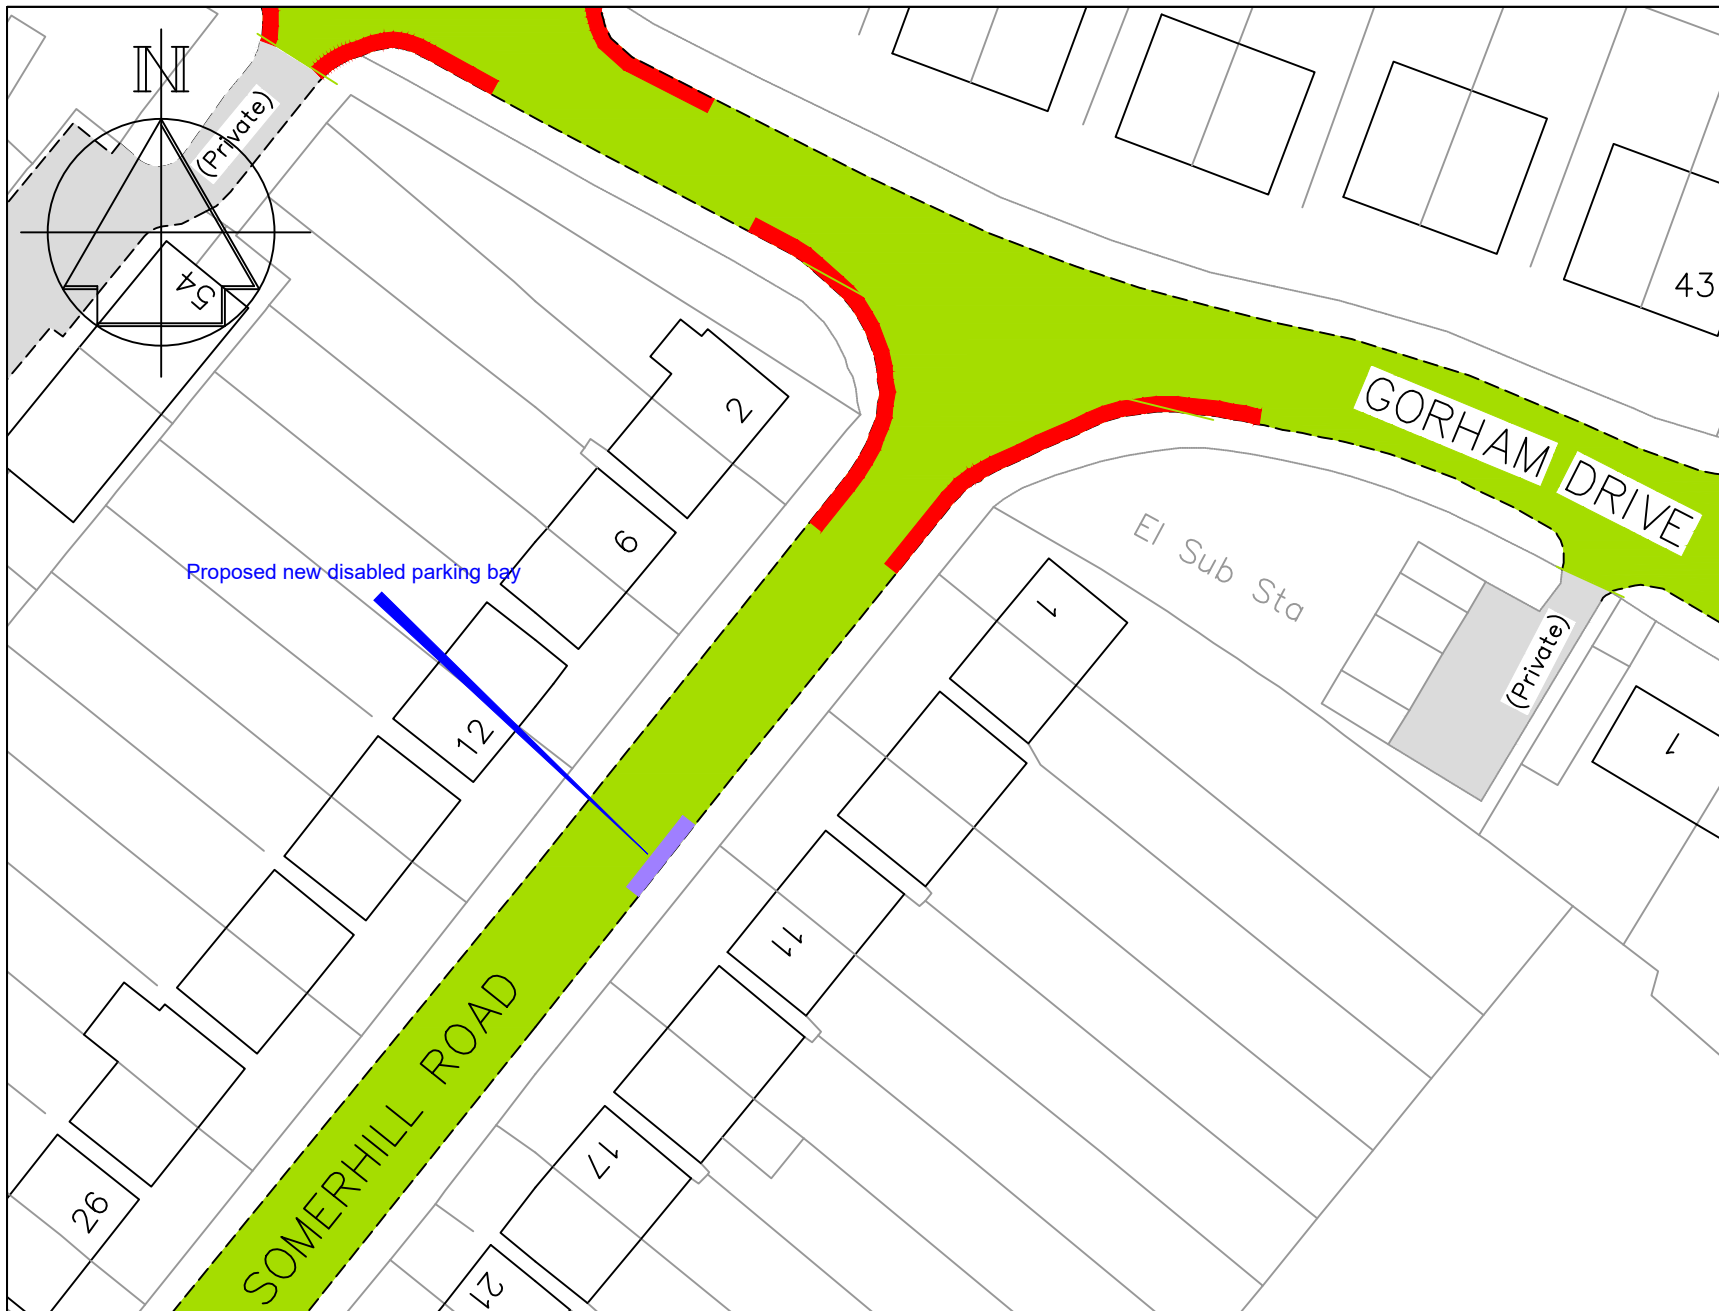 N
(Private)
54
43
GORHAM DRIVE
2
6
El Sub Sta
Proposed new disabled parking bay
1
(Private)
12
1
11
SOMERHILL ROAD
17
26
21